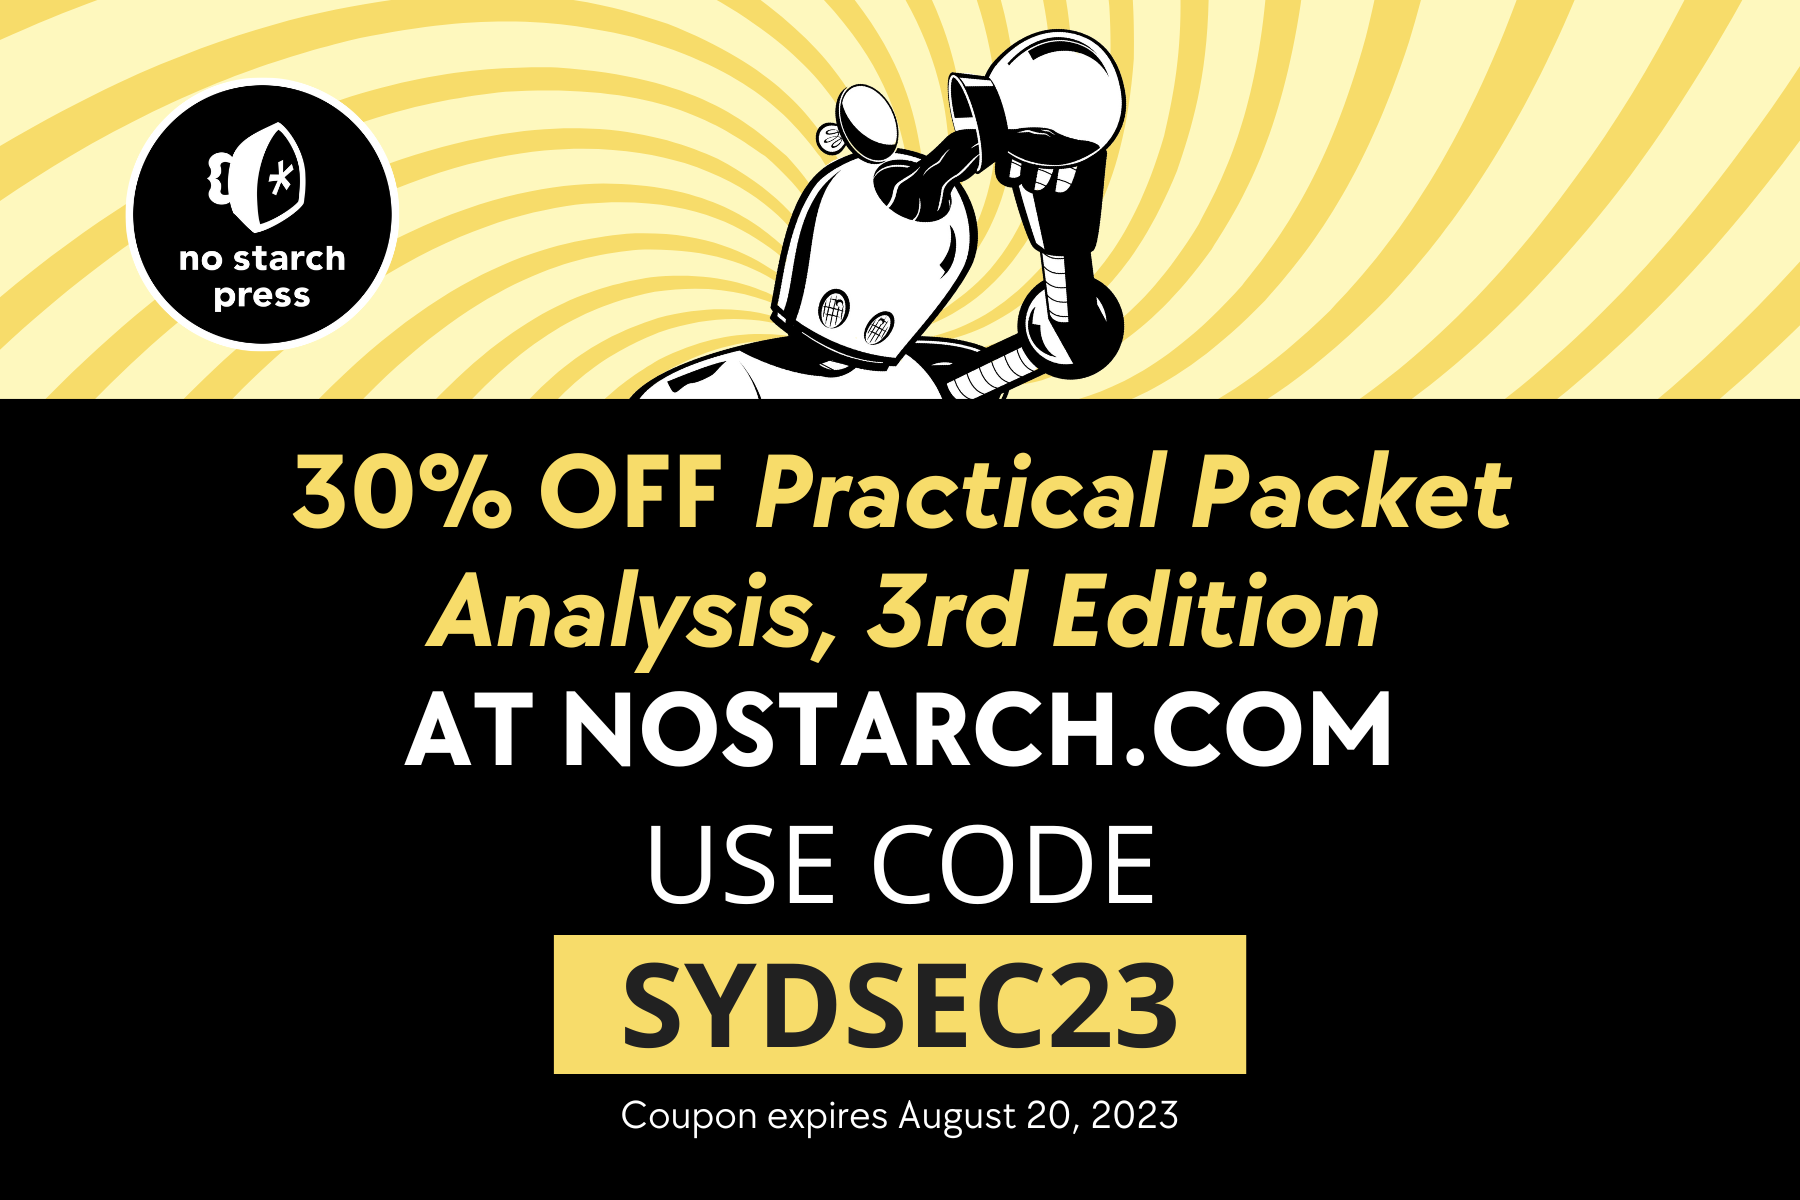 no starch
press
30% OFF Practical Packet
Analysis, 3rd Edition
AT NOSTARCH.COM
USE CODE
SYDSEC23
Coupon expires August 20, 2023